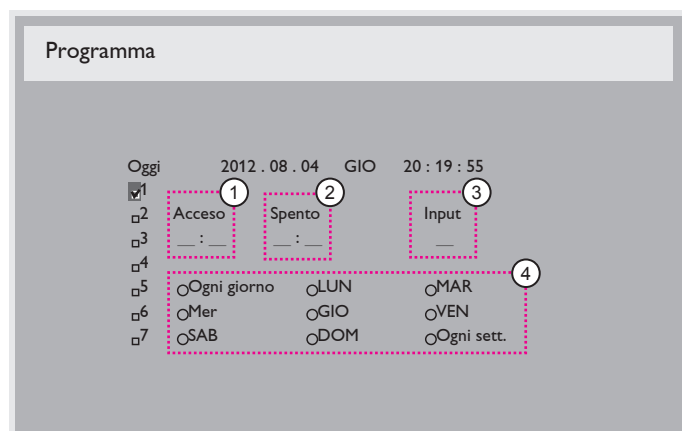 Programma
Oggi 2012 . 08 . 04 GIO 20 : 19 : 55
1 1 2 3
2 Acceso Spento Input
3 __ : __ __ : __ __
4 4
5 Ogni giorno LUN MAR
6 Mer GIO VEN
7 SAB DOM Ogni sett.